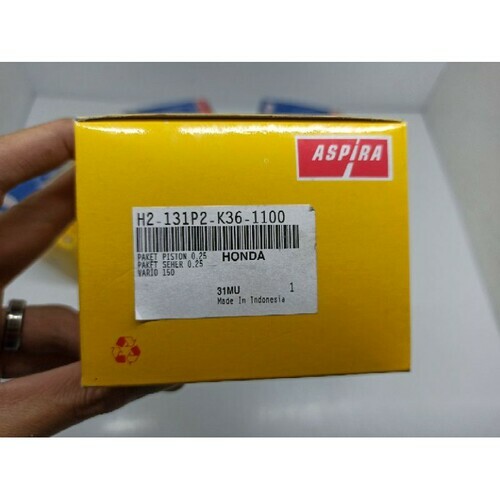 ASPIRA
H2-131P2-K36-1100
PAKET PISTON 0.25 HONDA
PAKET SEHER 0.25
VARIO 150
31MU 1
Made In Indonesia